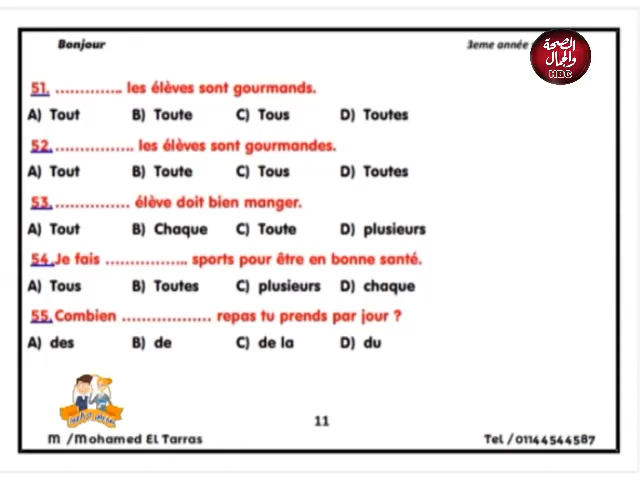 Bonjour
3eme année
الصحة
والجمال
HBG
51. ............. les élèves sont gourmands.
A) Tout B) Toute C) Tous D) Toutes
52. ................ les élèves sont gourmandes.
A) Tout B) Toute C) Tous D) Toutes
53. ............... élève doit bien manger.
A) Tout B) Chaque C) Toute D) plusieurs
54. Je fais ................. sports pour être en bonne santé.
A) Tous B) Toutes C) plusieurs D) chaque
55. Combien .................. repas tu prends par jour ?
A) des B) de C) de la D) du
11
M /Mohamed El Tarras
Tel /01144544587